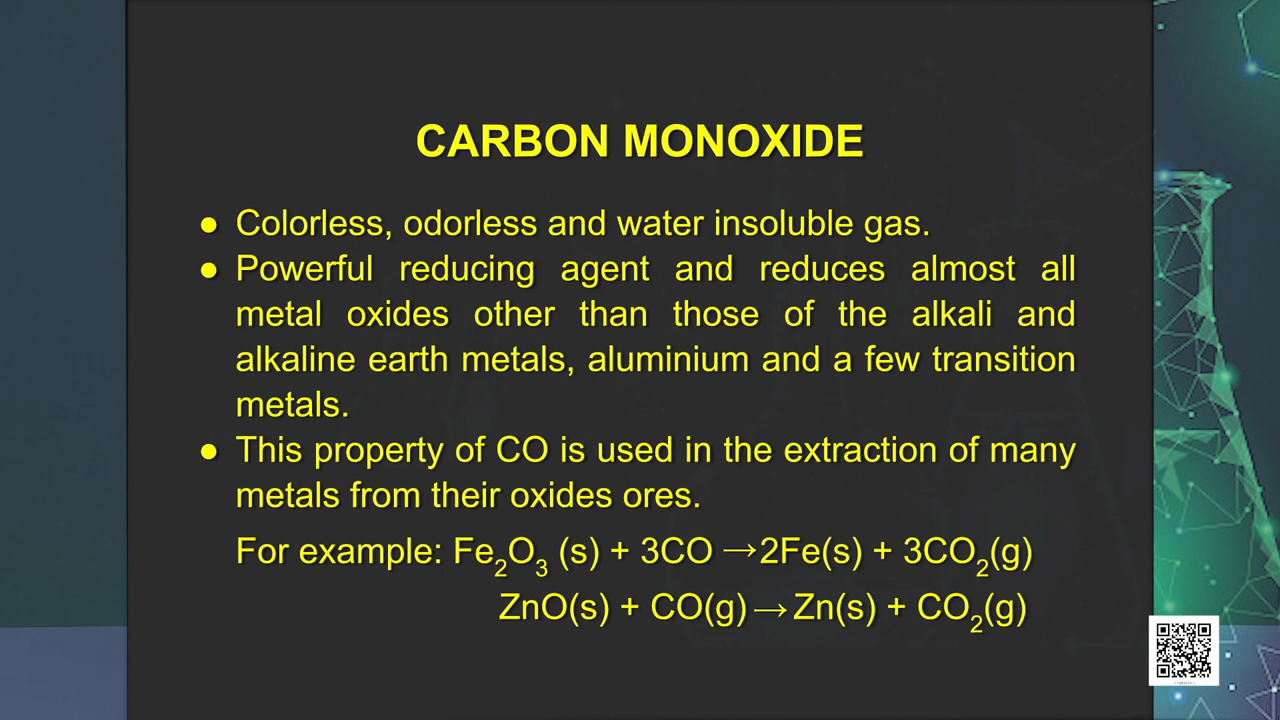 CARBON MONOXIDE
● Colorless, odorless and water insoluble gas.
● Powerful reducing agent and reduces almost all
metal oxides other than those of the alkali and
alkaline earth metals, aluminium and a few transition
metals.
● This property of CO is used in the extraction of many
metals from their oxides ores.
For example: Fe₂O₃ (s) + 3CO →2Fe(s) + 3CO₂(g)
ZnO(s) + CO(g)→Zn(s) + CO₂(g)